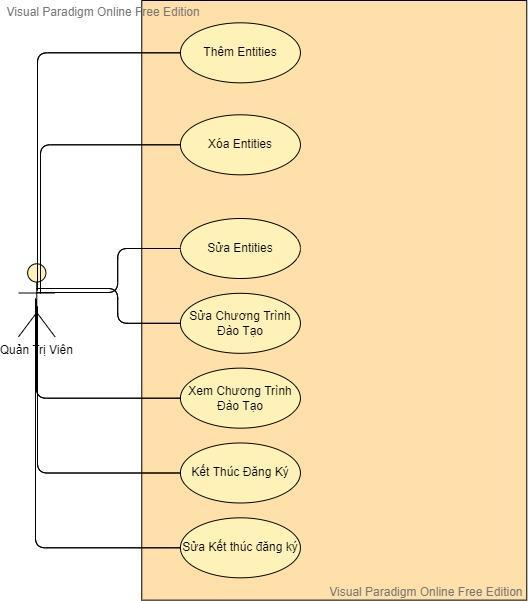 Visual Paradigm Online Free Edition
Thêm Entities
Xóa Entities
Sửa Entities
Sửa Chương Trình
Đào Tạo
Quản Trị Viên
Xem Chương Trình
Đào Tạo
Kết Thúc Đăng Ký
Sửa Kết thúc đăng ký
Visual Paradigm Online Free Edition